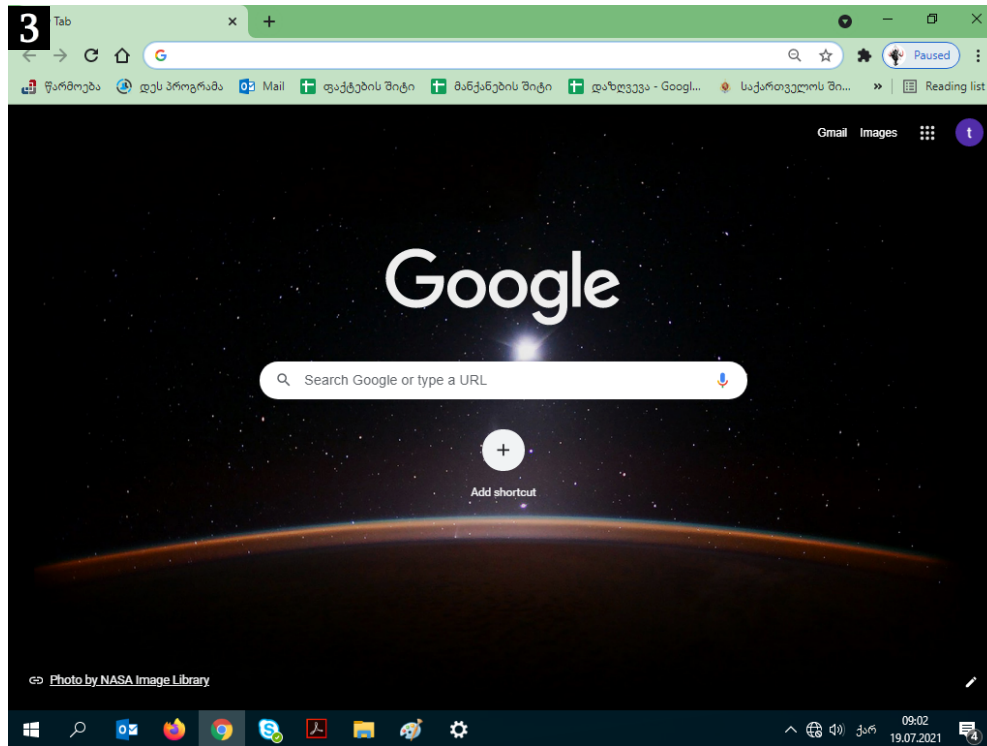 3 Tab
Paused
წარმოება დეს პროგრამა Mail ფაქტების შიტი მანქანების შიტი დაზღვევა - Googl... საქართველოს ში... » Reading list
Gmail Images t
Google
Search Google or type a URL
Add shortcut
Photo by NASA Image Library
09:02
ქარ
19.07.2021
4